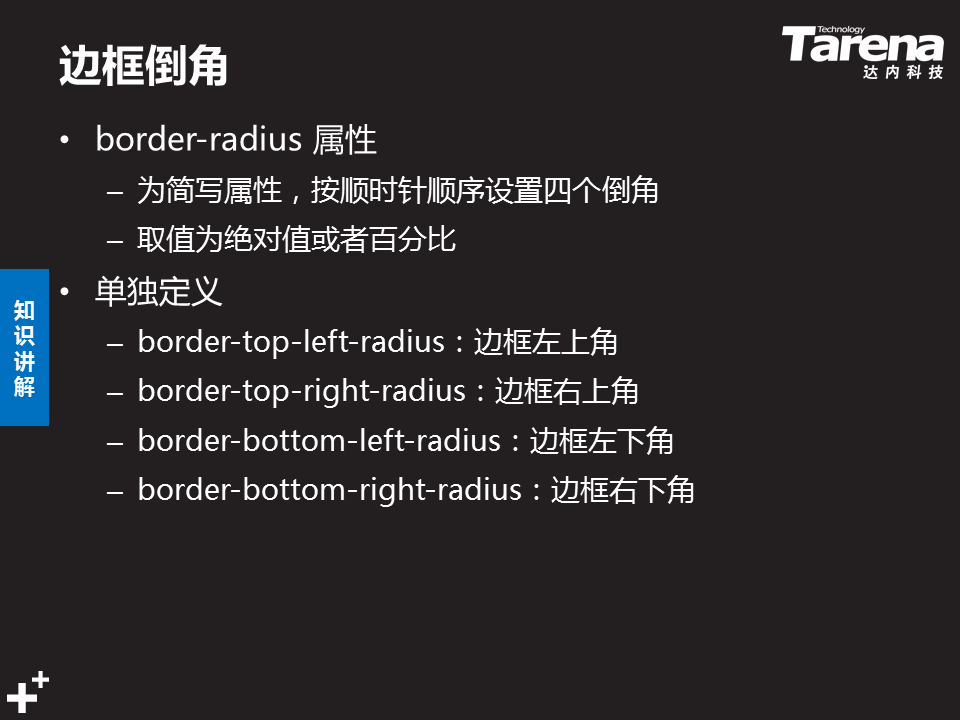 边框倒角
Technology
Tarena
达内科技
• border-radius 属性
– 为简写属性，按顺时针顺序设置四个倒角
– 取值为绝对值或者百分比
• 单独定义
– border-top-left-radius：边框左上角
– border-top-right-radius：边框右上角
– border-bottom-left-radius：边框左下角
– border-bottom-right-radius：边框右下角
知识讲解